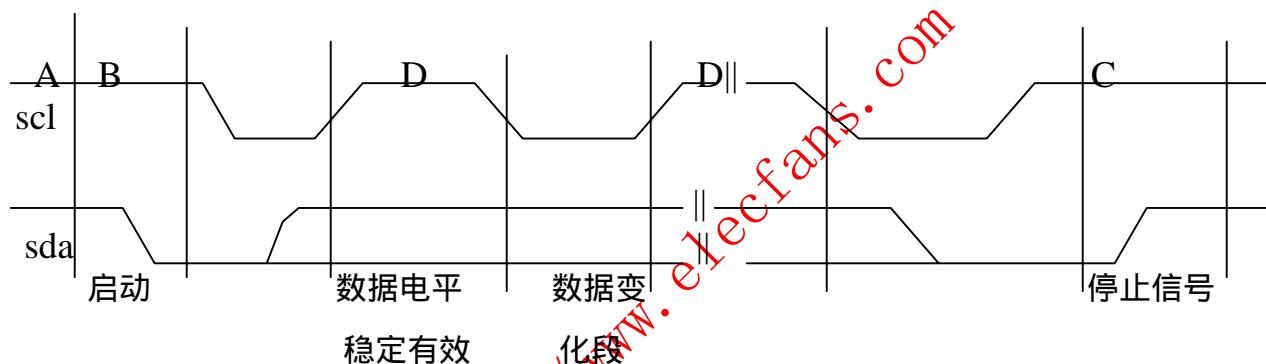 A B D D|| C
scl
||
sda ||
启动 数据电平 数据变 停止信号
稳定有效 化段
www.elecfans.com